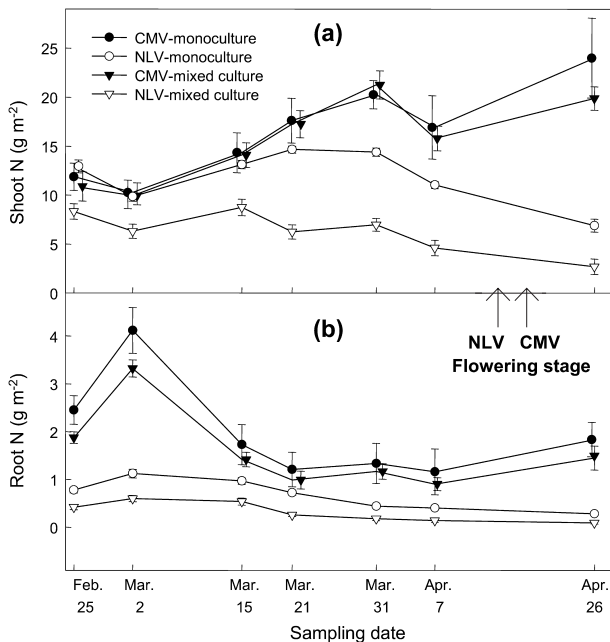 (a)
CMV-monoculture
NLV-monoculture
CMV-mixed culture
NLV-mixed culture
25
20
15
10
5
0
Shoot N (g m-2)
(b)
NLV CMV
Flowering stage
4
3
2
1
0
Root N (g m-2)
Feb. Mar. Mar. Mar. Mar. Apr. Apr.
25 2 15 21 31 7 26
Sampling date